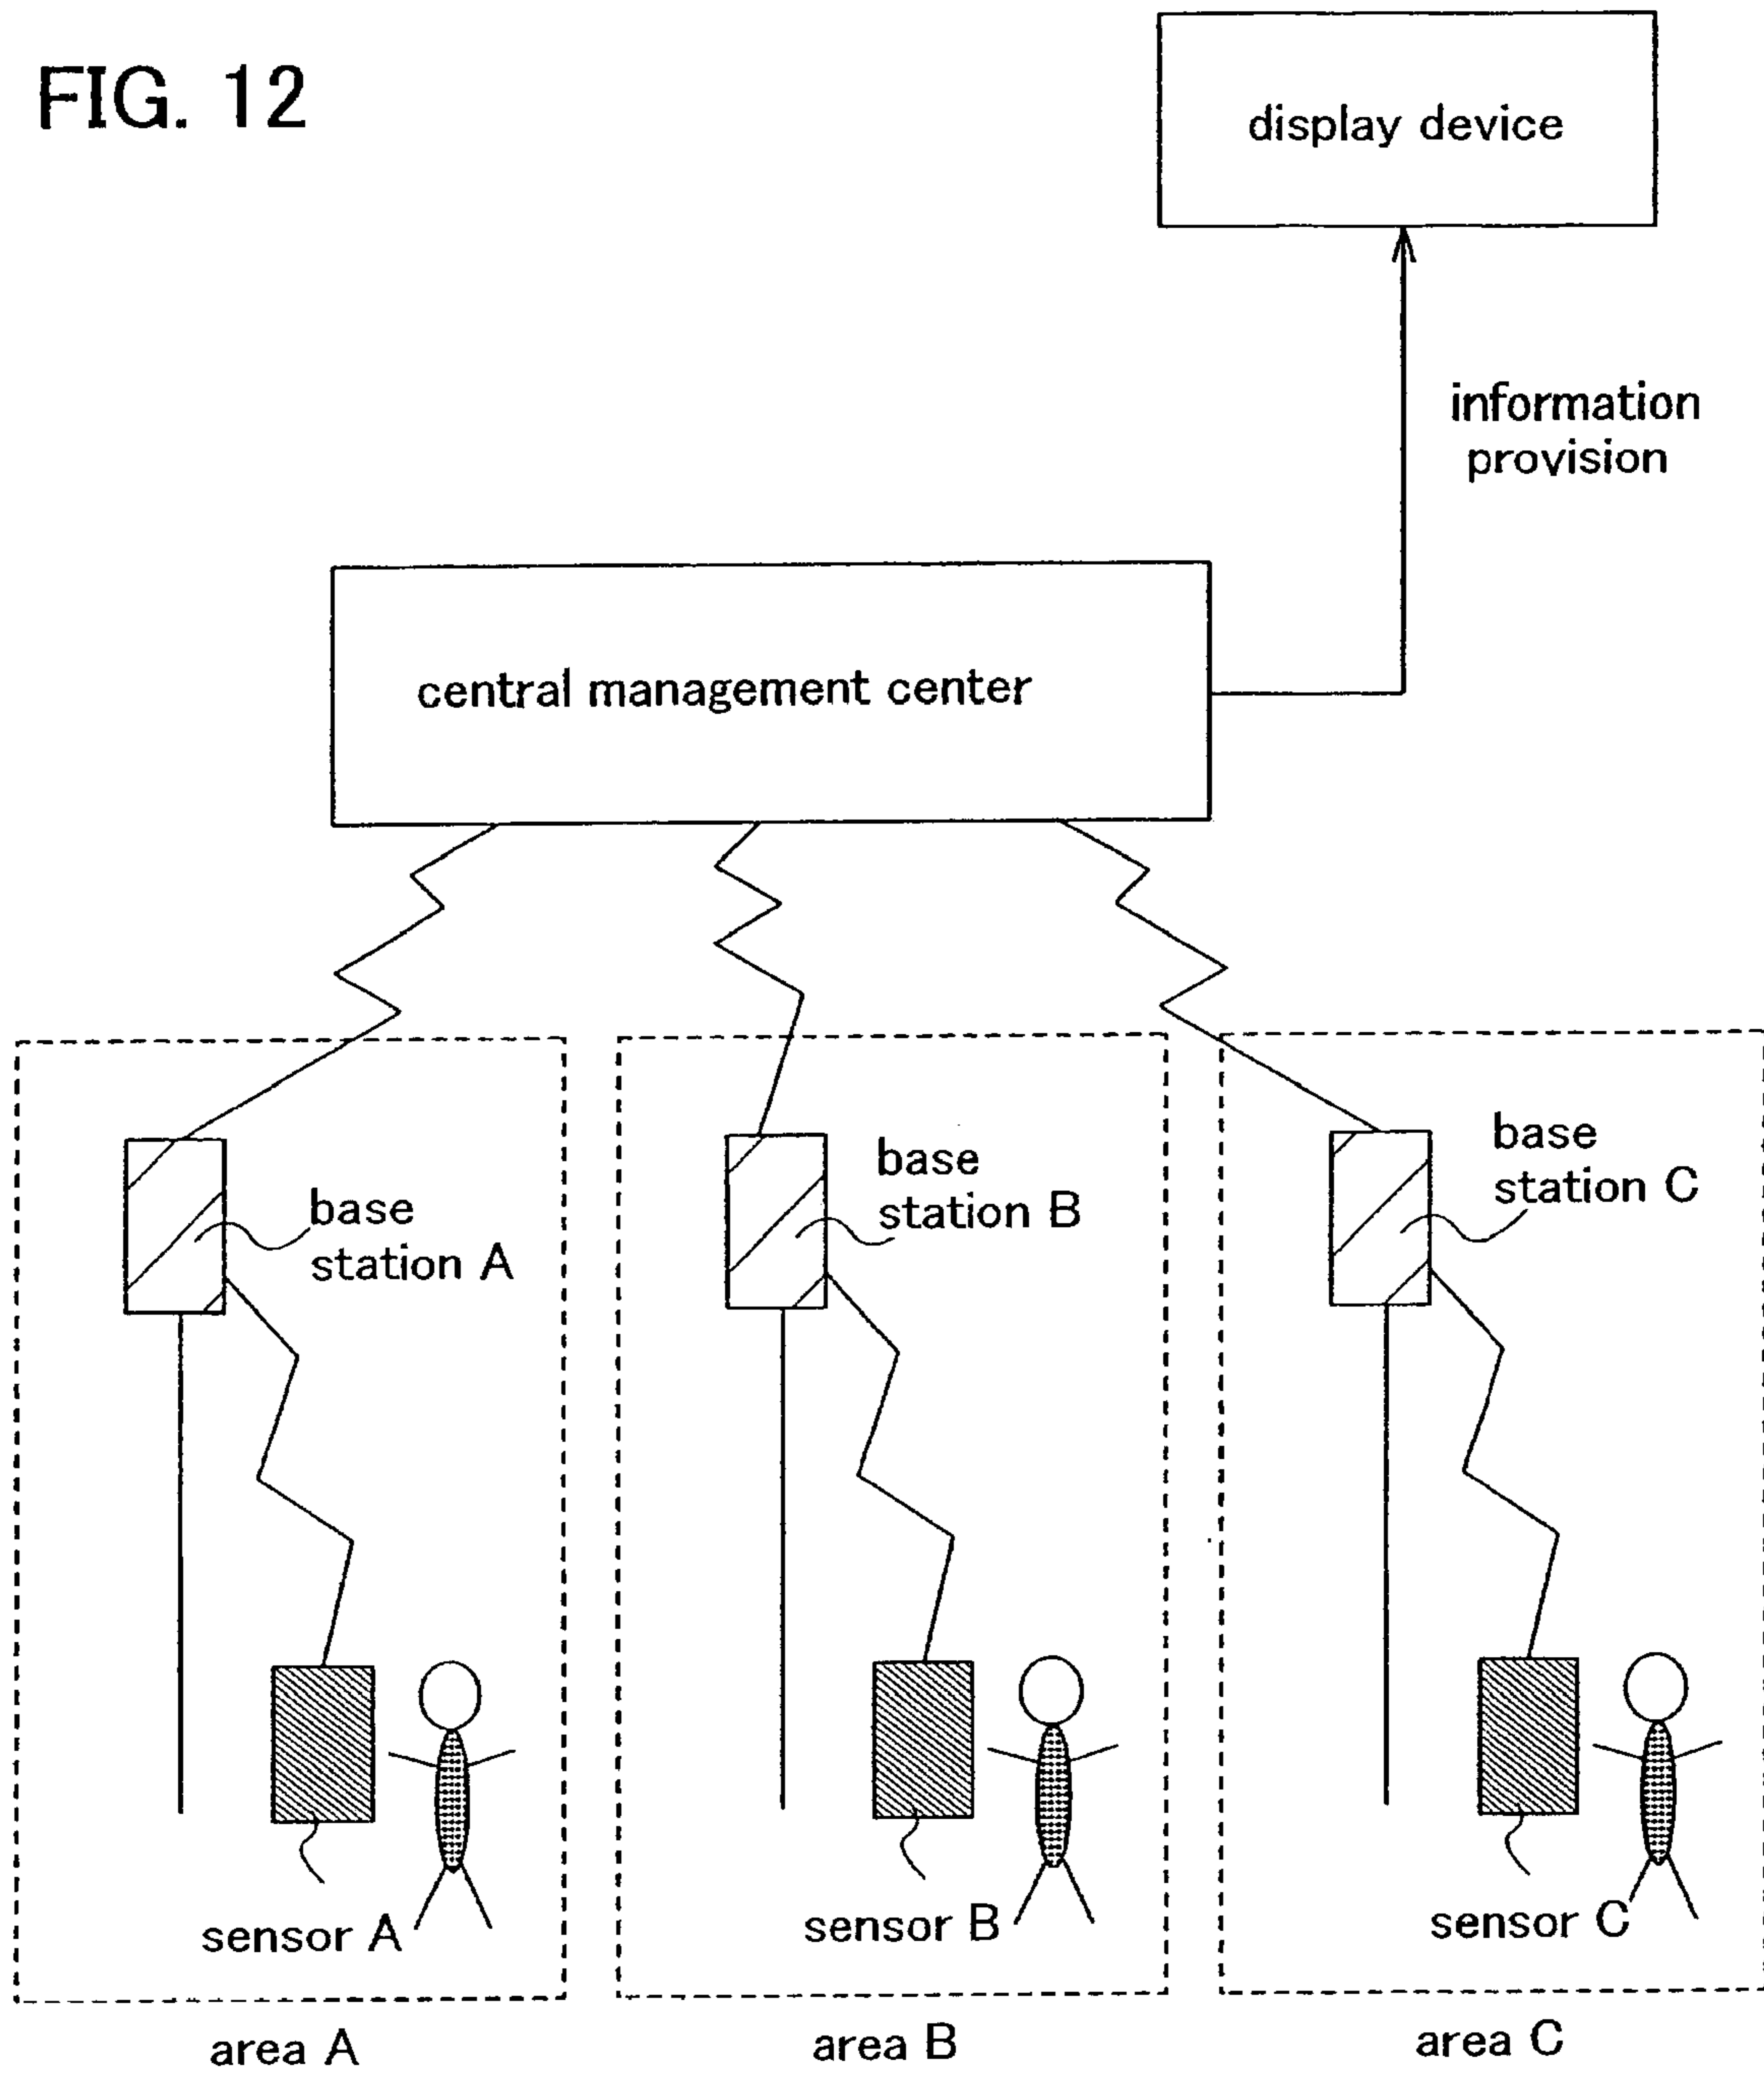 FIG. 12
display device
information
provision
central management center
base
station A
base
station B
base
station C
sensor A
sensor B
sensor C
area A
area B
area C